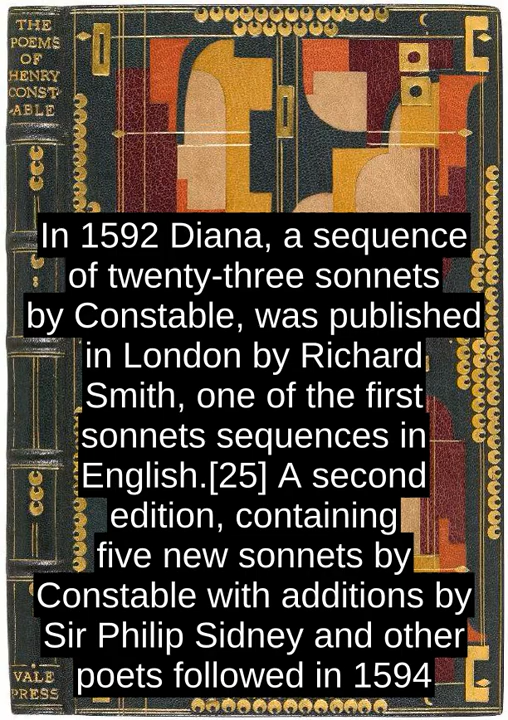 THE
POEMS
OF
HENRY
CONST-
-ABLE
In 1592 Diana, a sequence
of twenty-three sonnets
by Constable, was published
in London by Richard
Smith, one of the first
sonnets sequences in
English.[25] A second
edition, containing
five new sonnets by
Constable with additions by
Sir Philip Sidney and other
poets followed in 1594
VALE
PRESS